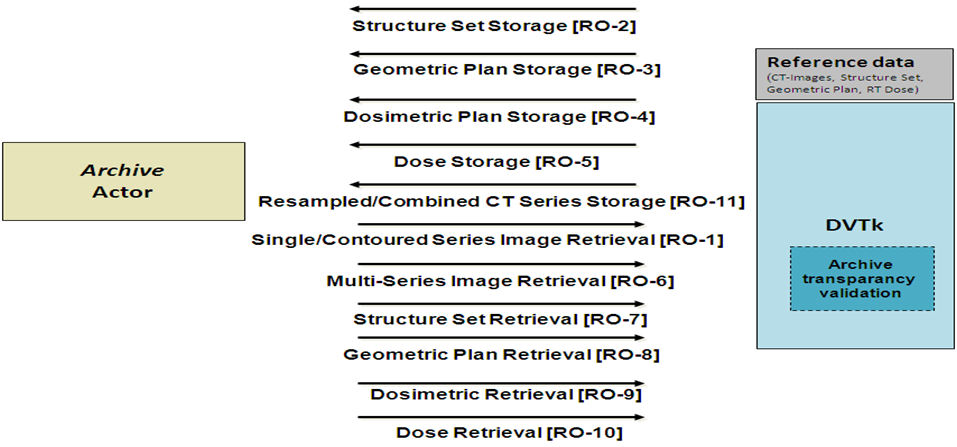 Structure Set Storage [RO-2]
Geometric Plan Storage [RO-3]
Dosimetric Plan Storage [RO-4]
Dose Storage [RO-5]
Resampled/Combined CT Series Storage [RO-11]
Single/Contoured Series Image Retrieval [RO-1]
Multi-Series Image Retrieval [RO-6]
Structure Set Retrieval [RO-7]
Geometric Plan Retrieval [RO-8]
Dosimetric Retrieval [RO-9]
Dose Retrieval [RO-10]
Archive
Actor
Reference data
(CT-Images, Structure Set,
Geometric Plan, RT Dose)
DVTk
Archive
transparancy
validation